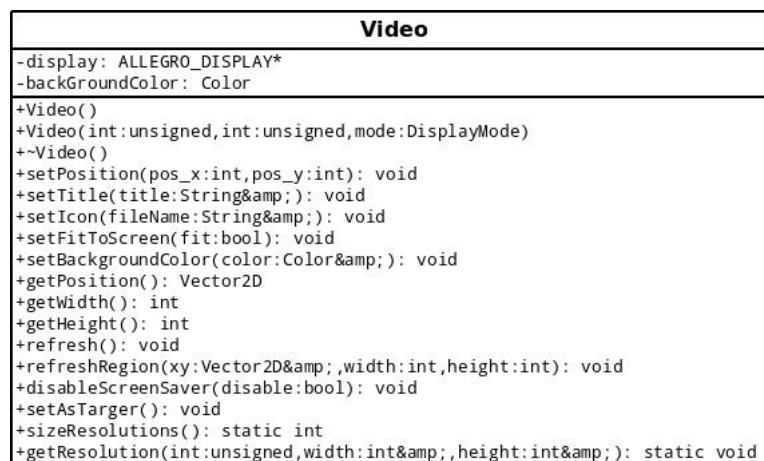 Video
-display: ALLEGRO_DISPLAY*
-backGroundColor: Color
+Video()
+Video(int:unsigned,int:unsigned,mode:DisplayMode)
+~Video()
+setPosition(pos_x:int,pos_y:int): void
+setTitle(title:String&amp;): void
+setIcon(fileName:String&amp;): void
+setFitToScreen(fit:bool): void
+setBackgroundColor(color:Color&amp;): void
+getPosition(): Vector2D
+getWidth(): int
+getHeight(): int
+refresh(): void
+refreshRegion(xy:Vector2D&amp;,width:int,height:int): void
+disableScreenSaver(disable:bool): void
+setAsTarger(): void
+sizeResolutions(): static int
+getResolution(int:unsigned,width:int&amp;,height:int&amp;): static void